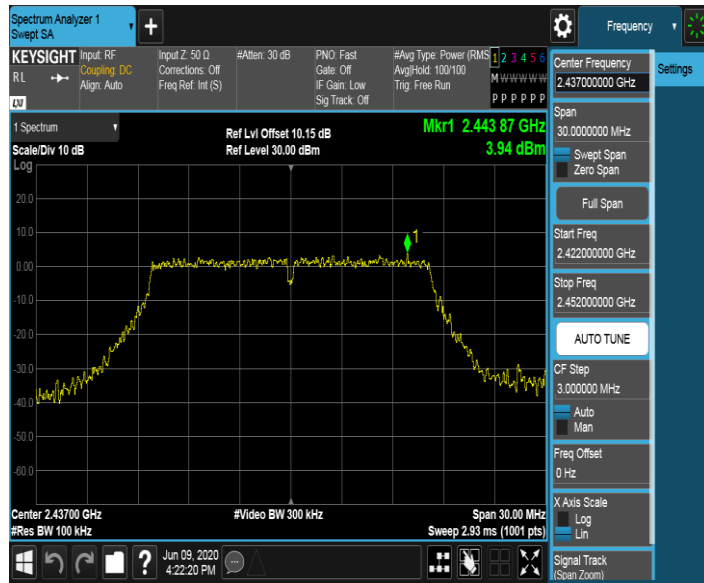 Spectrum Analyzer 1
Swept SA
Frequency
KEYSIGHT
RL
LXI
Input: RF
Coupling: DC
Align: Auto
Input Z: 50 Ω
Corrections: Off
Freq Ref: Int (S)
#Atten: 30 dB
PNO: Fast
Gate: Off
IF Gain: Low
Sig Track: Off
#Avg Type: Power (RMS
Avg|Hold: 100/100
Trig: Free Run
1 2 3 4 5 6
M W W W W W
P P P P P P
Center Frequency
2.437000000 GHz
Settings
Span
30.0000000 MHz
Swept Span
Zero Span
Full Span
Start Freq
2.422000000 GHz
Stop Freq
2.452000000 GHz
AUTO TUNE
CF Step
3.000000 MHz
Auto
Man
Freq Offset
0 Hz
X Axis Scale
Log
Lin
Signal Track
(Span Zoom)
1 Spectrum
Scale/Div 10 dB
Ref Lvl Offset 10.15 dB
Ref Level 30.00 dBm
Mkr1 2.443 87 GHz
3.94 dBm
Log
20.0
10.0
0.00
-10.0
-20.0
-30.0
-40.0
-50.0
-60.0
1
Center 2.43700 GHz
#Res BW 100 kHz
#Video BW 300 kHz
Span 30.00 MHz
Sweep 2.93 ms (1001 pts)
?
Jun 09, 2020
4:22:20 PM